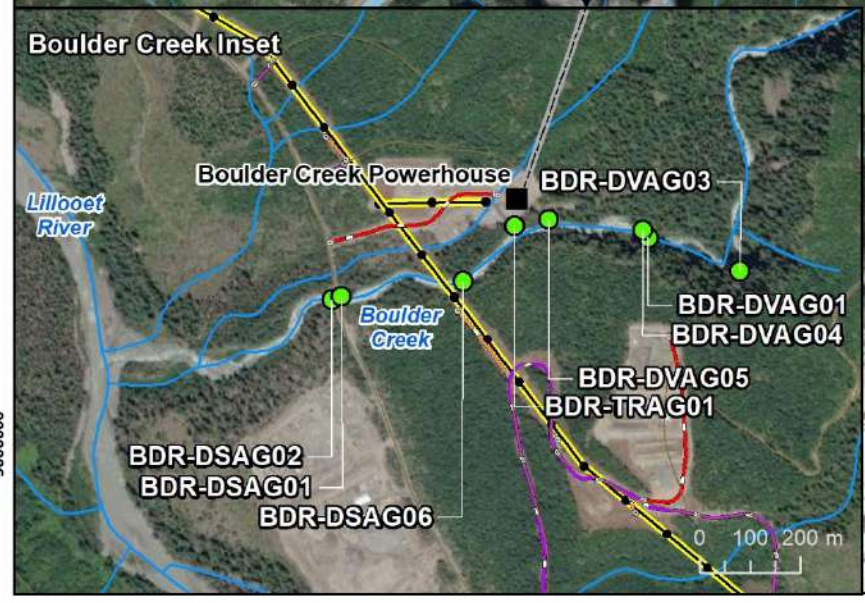 Boulder Creek Inset
Boulder Creek Powerhouse
BDR-DVAG03
Lillooet
River
BDR-DVAG01
Boulder
Creek
BDR-DVAG04
BDR-DVAG05
BDR-TRAG01
BDR-DSAG02
BDR-DSAG01
BDR-DSAG06
0 100 200 m